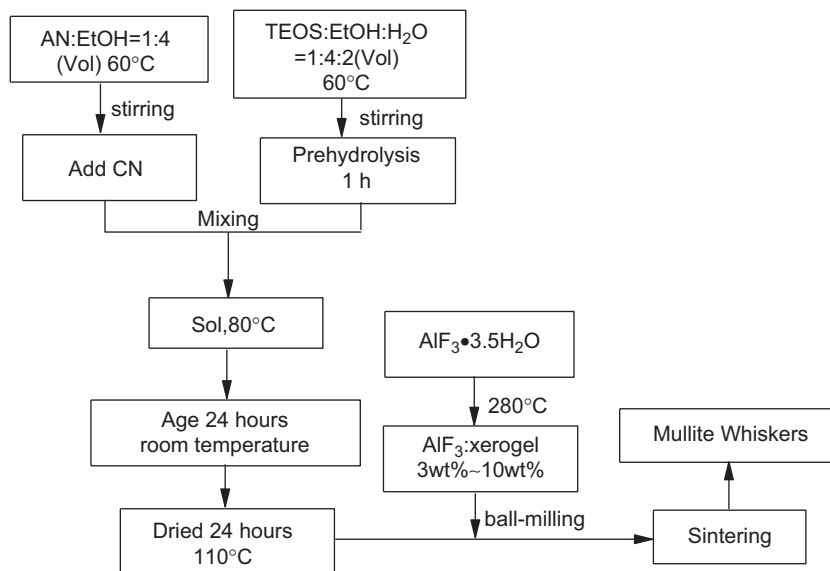 AN:EtOH=1:4
(Vol) 60°C
TEOS:EtOH:H₂O
=1:4:2(Vol)
60°C
stirring
stirring
Add CN
Prehydrolysis
1 h
Mixing
Sol,80°C
AlF₃•3.5H₂O
280°C
Age 24 hours
room temperature
AlF₃:xerogel
3wt%~10wt%
Mullite Whiskers
ball-milling
Dried 24 hours
110°C
Sintering